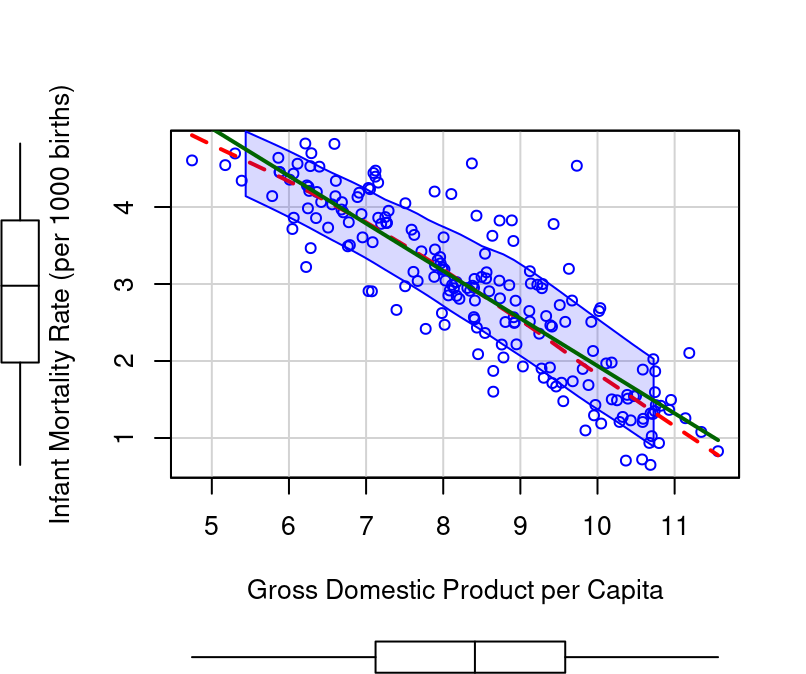 Infant Mortality Rate (per 1000 births)
4
3
2
1
5 6 7 8 9 10 11
Gross Domestic Product per Capita